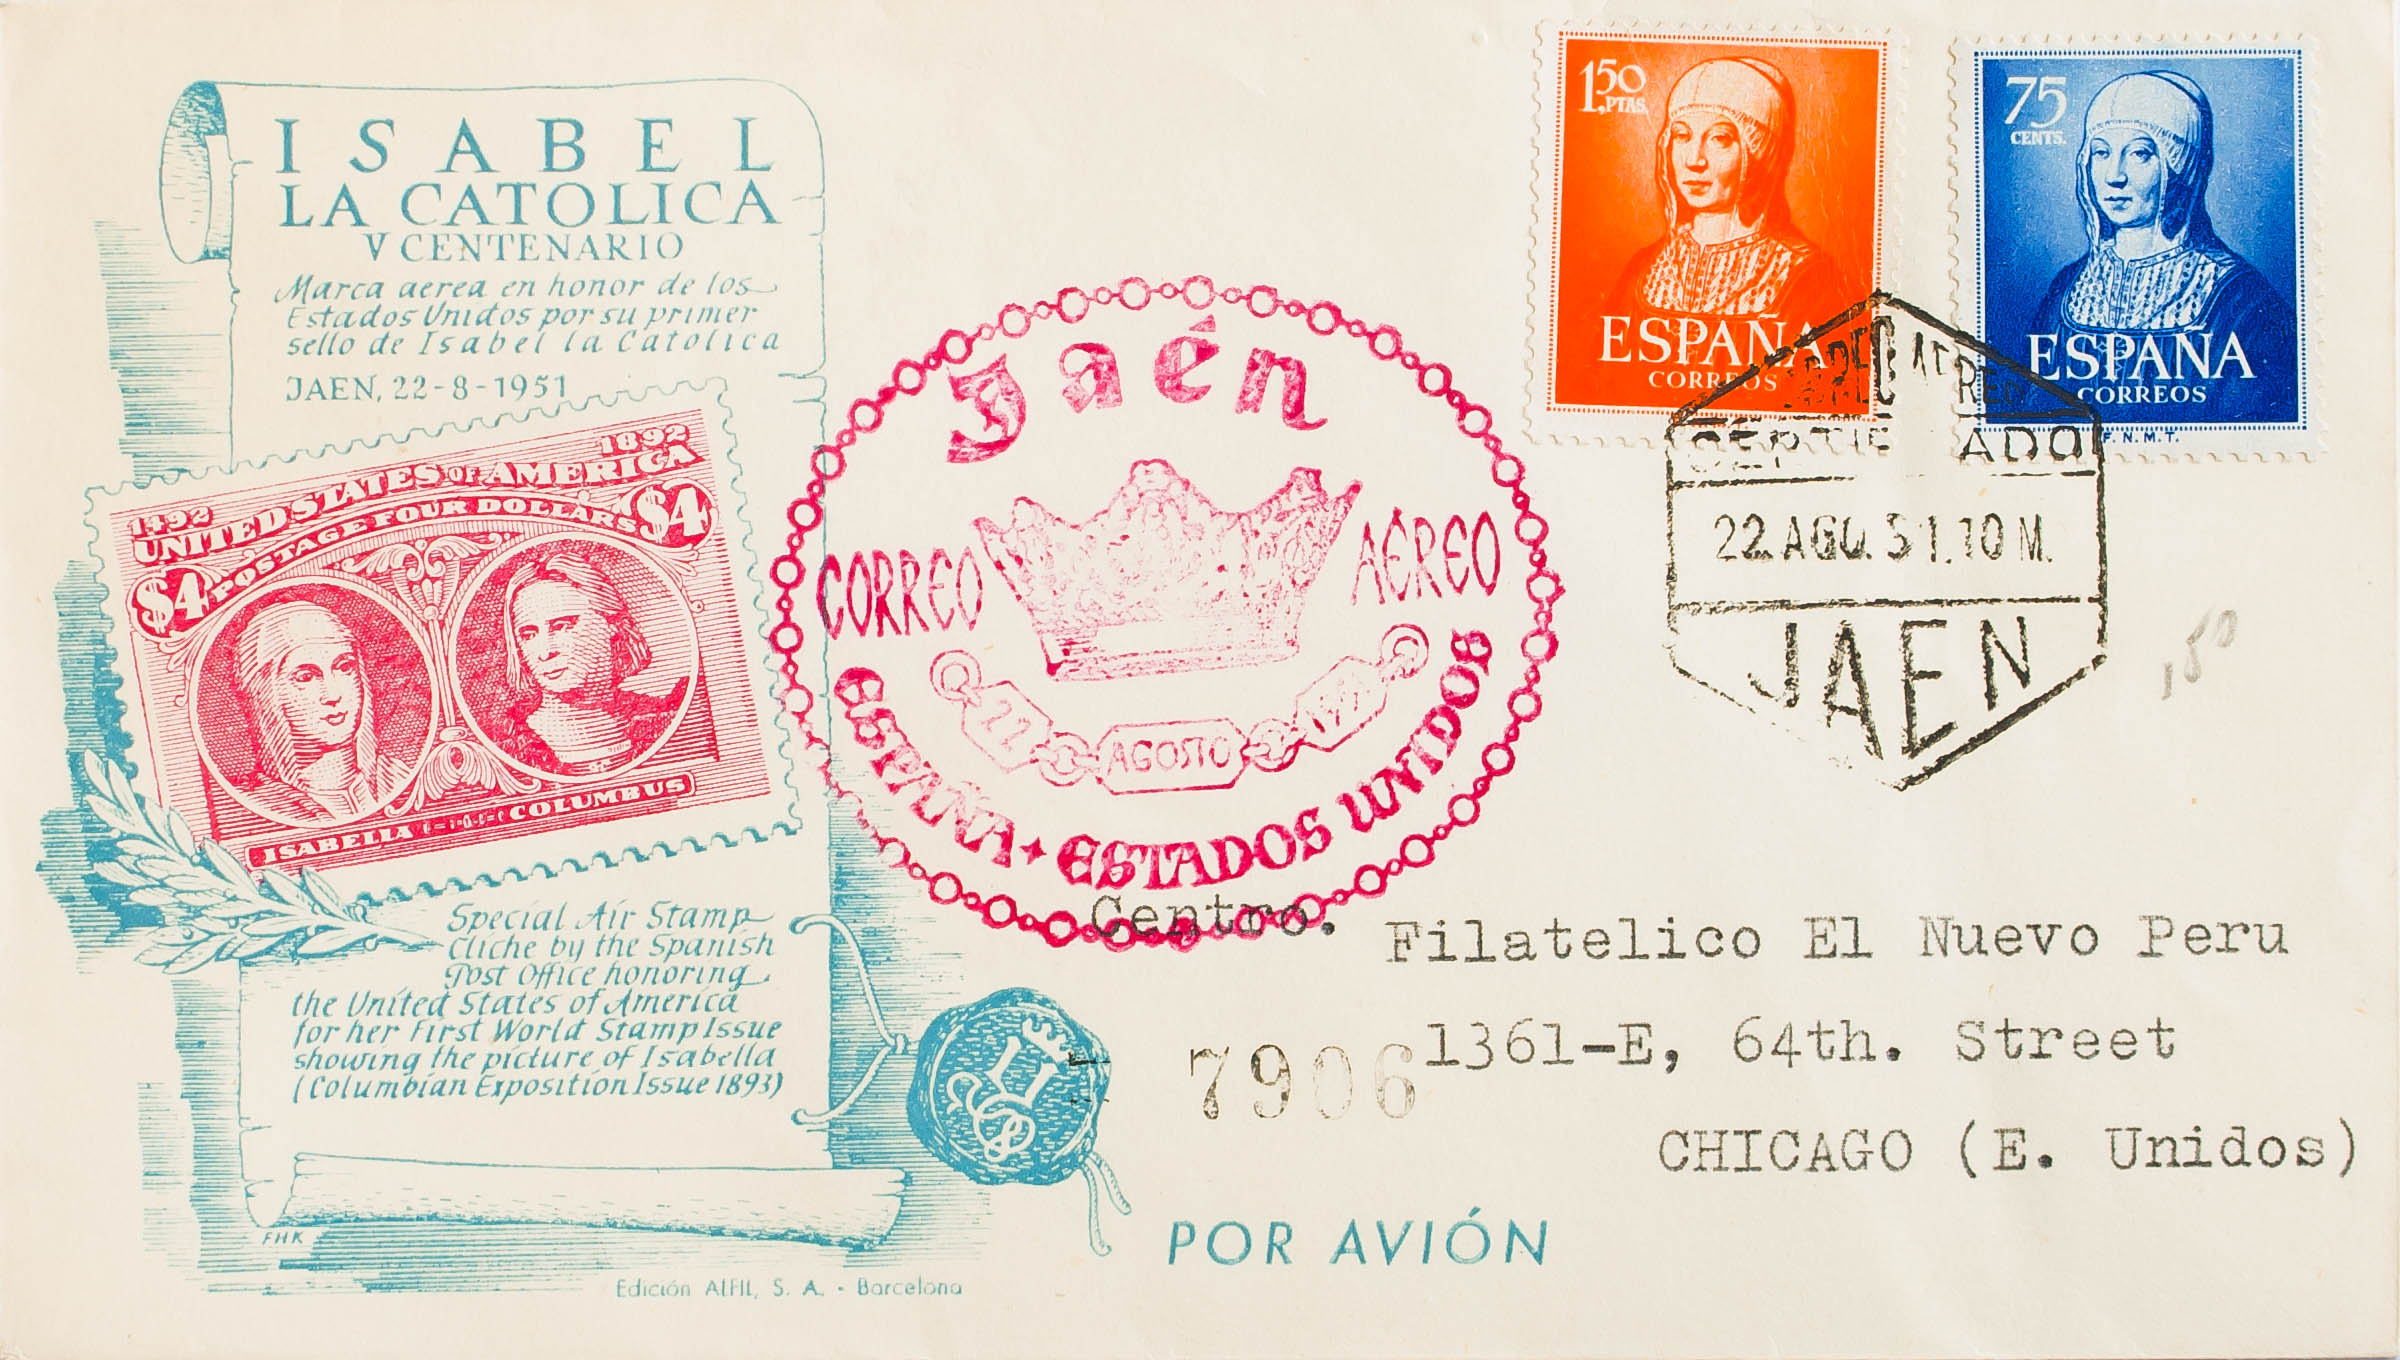 ISABEL
LA CATOLICA
V CENTENARIO
Marca aerea en honor de los
Estados Unidos por su primer
sello de Isabel la Catolica
JAEN, 22-8-1951
1492
1892
UNITED STATES OF AMERICA
POSTAGE FOUR DOLLARS
$4
$4
ISABELLA
COLUMBUS
Special Air Stamp
Cliche by the Spanish
Post Office honoring
the United States of America
for her First World Stamp Issue
showing the picture of Isabella
(Columbian Exposition Issue 1893)
FHK
Edición ALFIL, S. A. - Barcelona
Jaén
CORREO
AÉREO
22
AGOSTO
ESPAÑA + ESTADOS UNIDOS
1,50
PTAS
ESPAÑA
CORREOS
75
CENTS.
ESPAÑA
CORREOS
F.N.M.T.
CORREO AEREO
CERTIFICADO
22 AGO. 51. 10 M.
JAEN
150
Centro. Filatelico El Nuevo Peru
7906
1361-E, 64th. Street
CHICAGO (E. Unidos)
POR AVIÓN